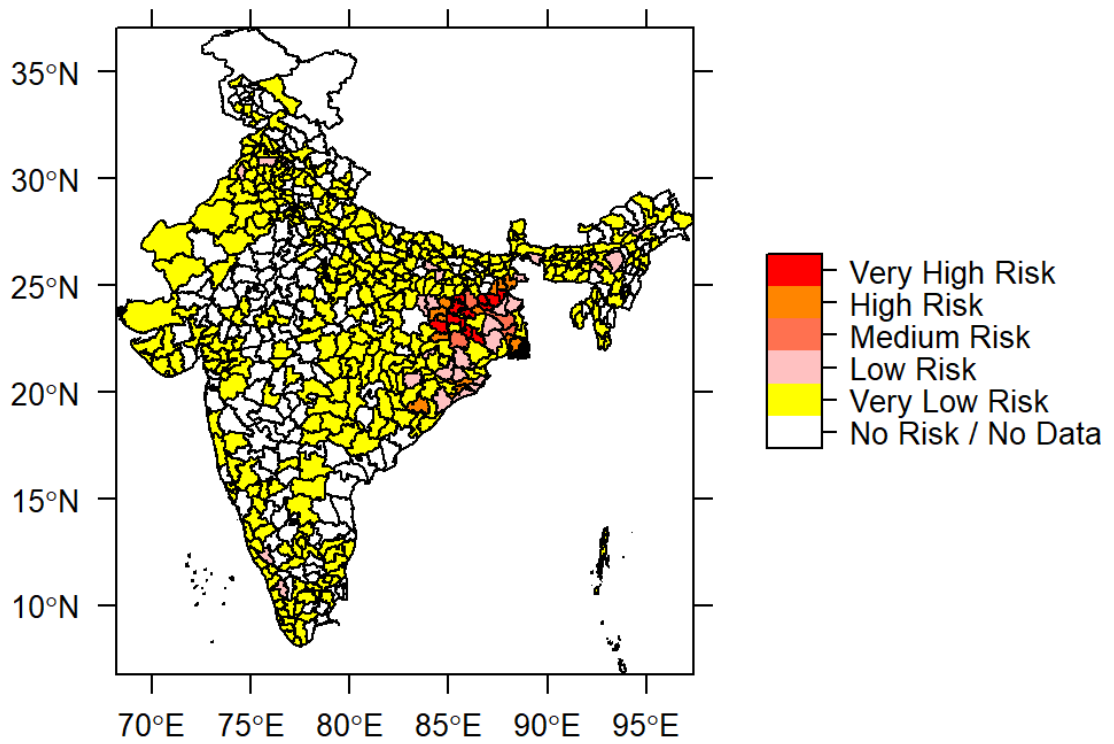 35°N
30°N
25°N
20°N
15°N
10°N
70°E 75°E 80°E 85°E 90°E 95°E
Very High Risk
High Risk
Medium Risk
Low Risk
Very Low Risk
No Risk / No Data